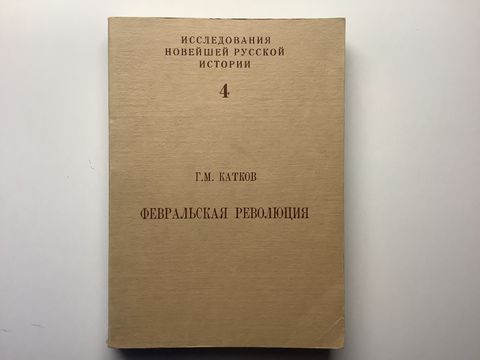 ИССЛЕДОВАНИЯ
НОВЕЙШЕЙ РУССКОЙ
ИСТОРИИ
4
Г.М. КАТКОВ
ФЕВРАЛЬСКАЯ РЕВОЛЮЦИЯ